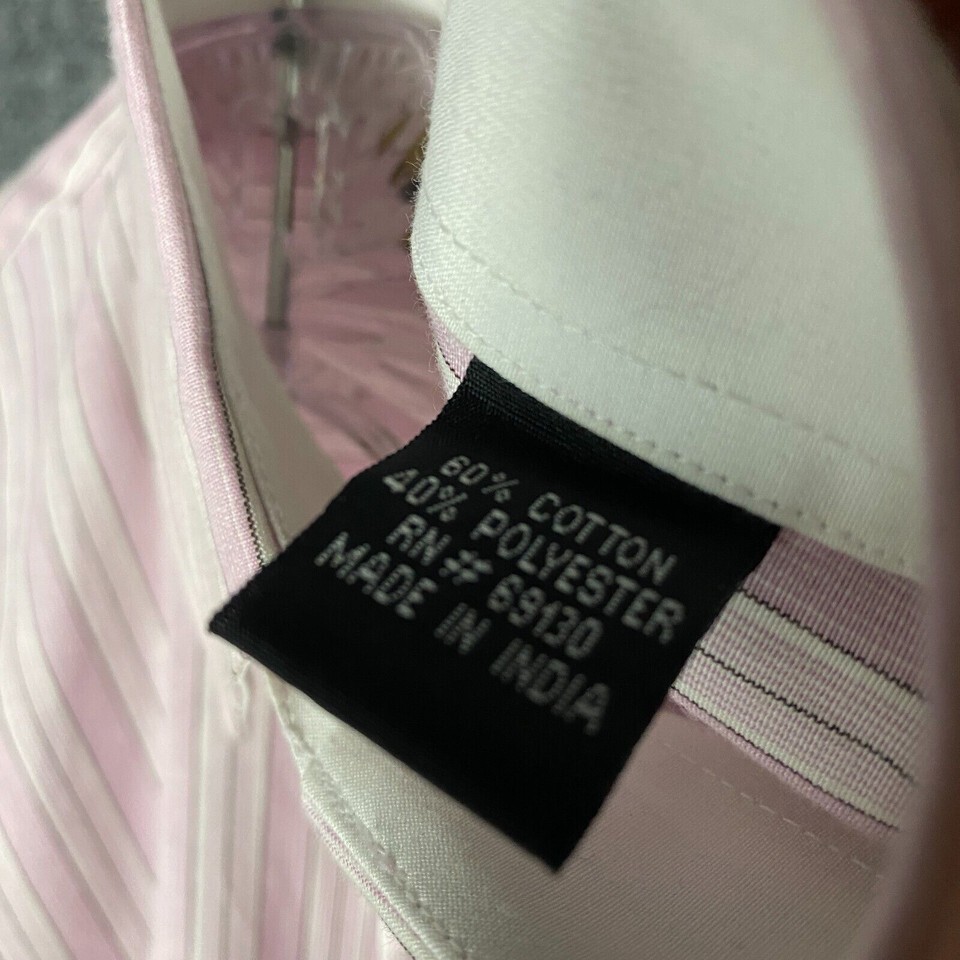 60% COTTON
40% POLYESTER
RN# 69130
MADE IN INDIA